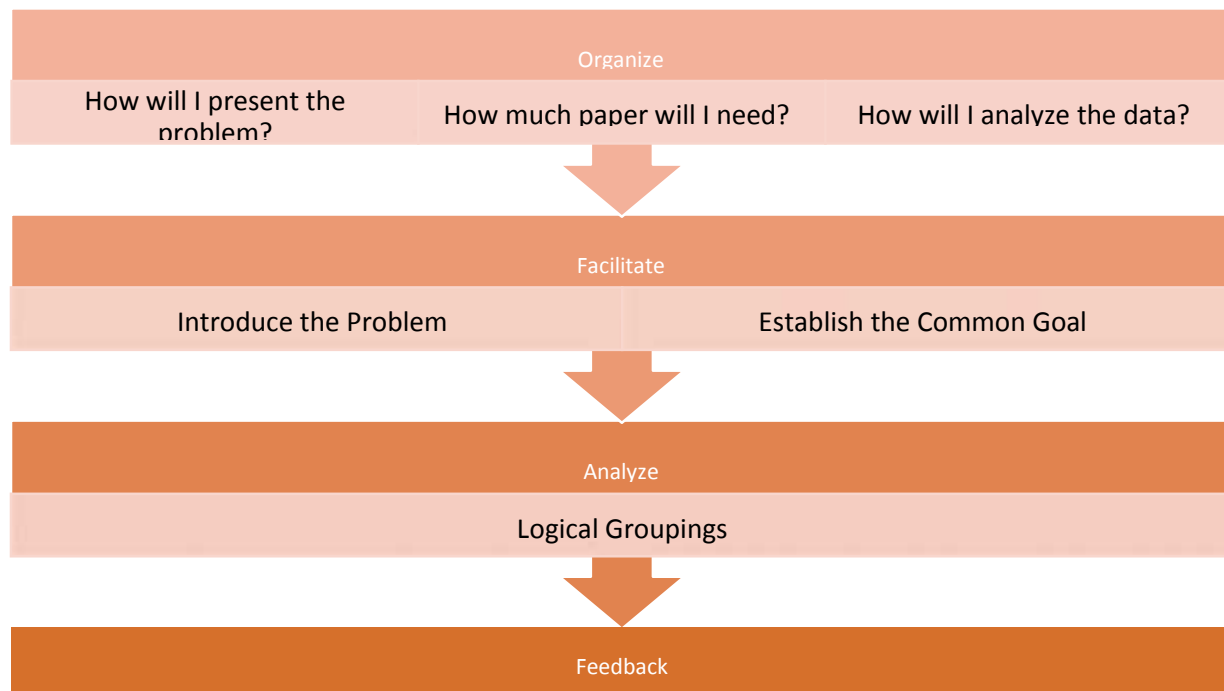 Organize
How will I present the
problem?
How much paper will I need?
How will I analyze the data?
Facilitate
Introduce the Problem
Establish the Common Goal
Analyze
Logical Groupings
Feedback